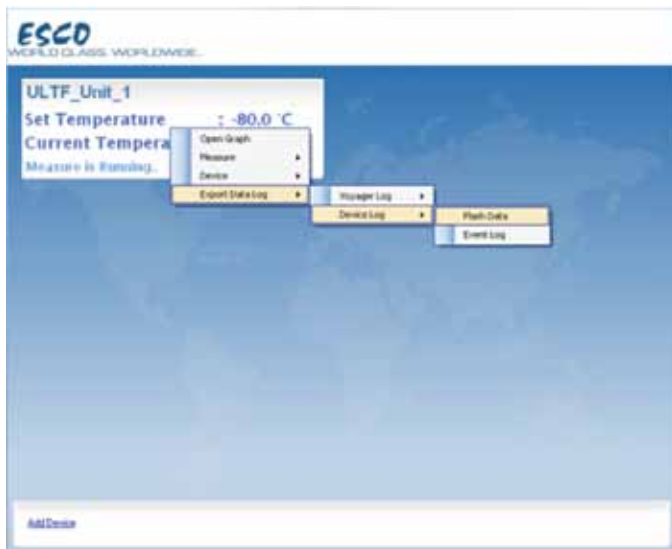 ESCO
WORLD CLASS. WORLDWIDE.
ULTF_Unit_1
Set Temperature : -80.0 °C
Current Tempera
Measure is Running..
Open Graph
Measure
Device
Export Data Log
Voyager Log
Device Log
Flash Data
Event Log
Add Device